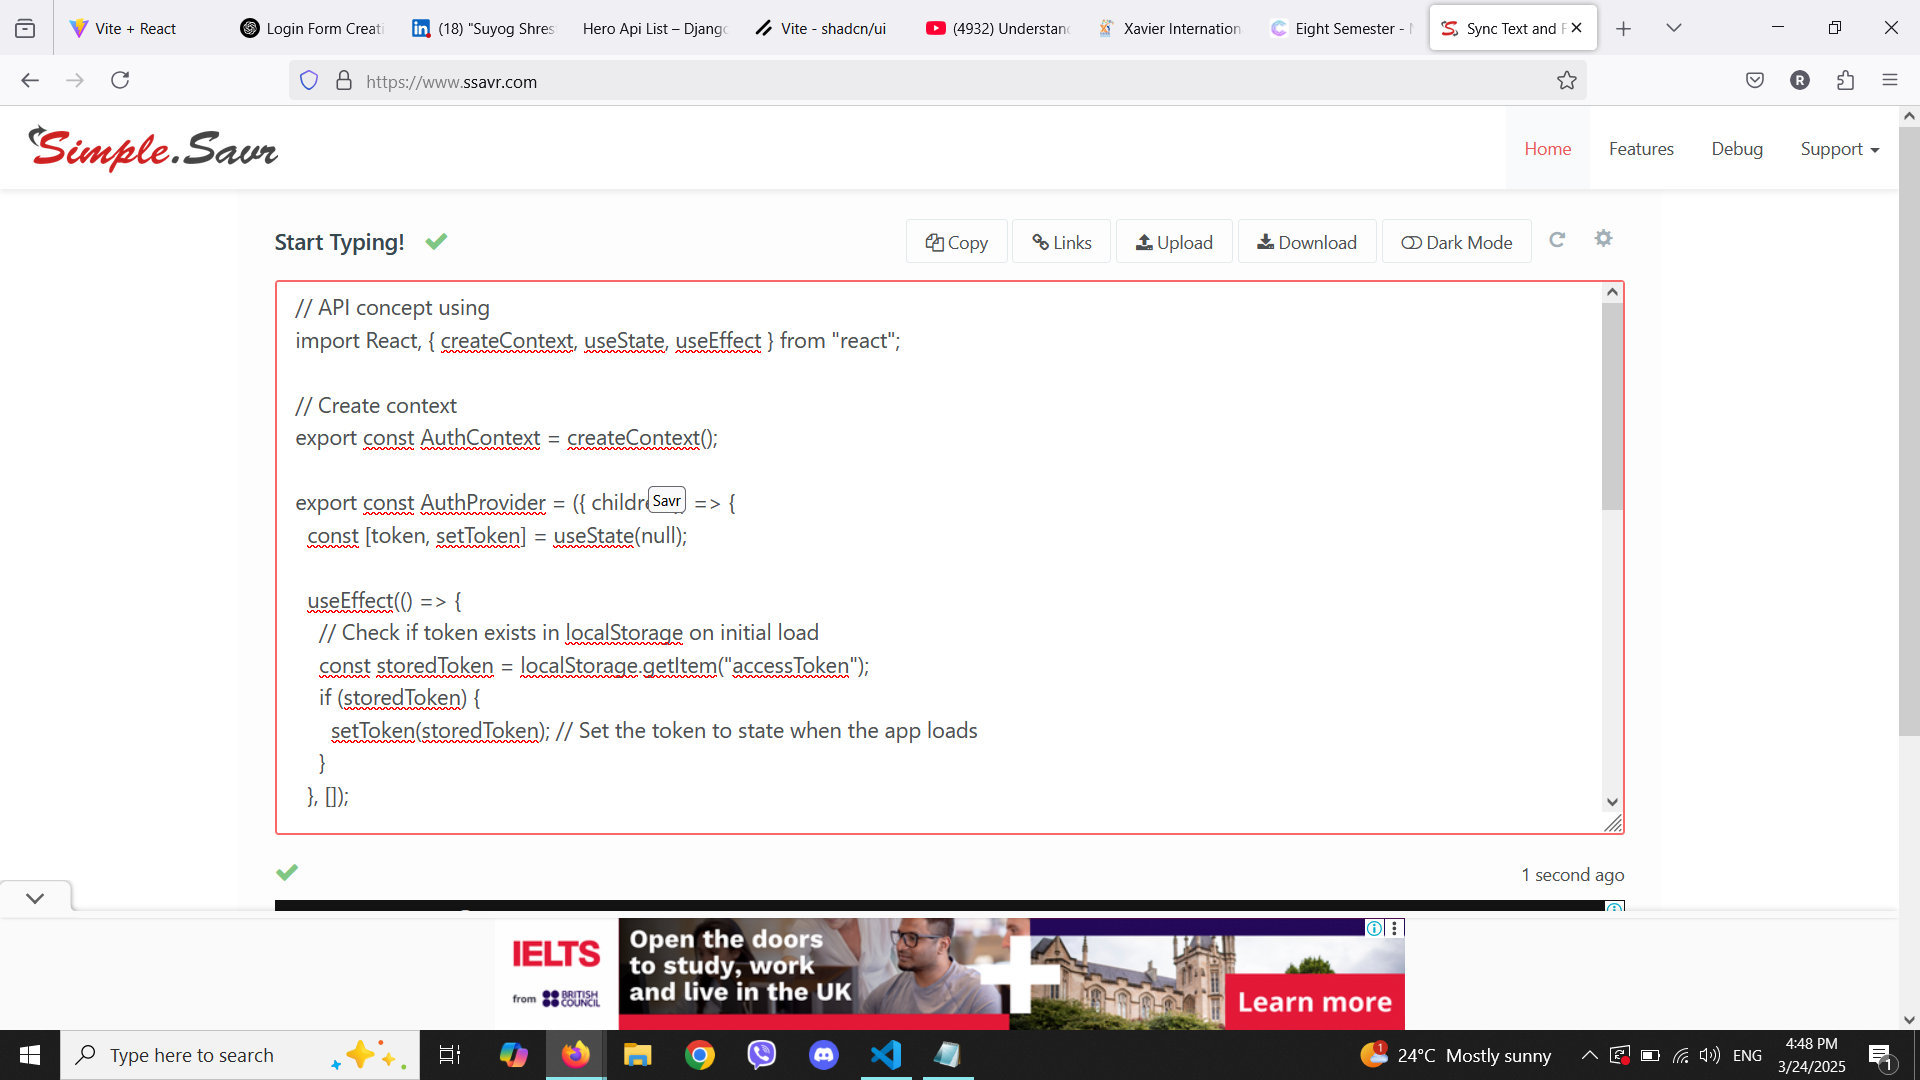 Vite + React
Login Form Creati
(18) "Suyog Shres
Hero Api List – Djang
Vite - shadcn/ui
(4932) Understan
Xavier Internation
Eight Semester -
Sync Text and F
https://www.ssavr.com
R
Simple.Savr
Home
Features
Debug
Support
Start Typing!
Copy
Links
Upload
Download
Dark Mode
// API concept using
import React, { createContext, useState, useEffect } from "react";
// Create context
export const AuthContext = createContext();
export const AuthProvider = ({ childre => {
Savr
const [token, setToken] = useState(null);
useEffect(() => {
// Check if token exists in localStorage on initial load
const storedToken = localStorage.getItem("accessToken");
if (storedToken) {
setToken(storedToken); // Set the token to state when the app loads
}
}, []);
1 second ago
IELTS
from BRITISH COUNCIL
Open the doors
to study, work
and live in the UK
Learn more
Type here to search
1
24°C Mostly sunny
ENG
4:48 PM
3/24/2025
1